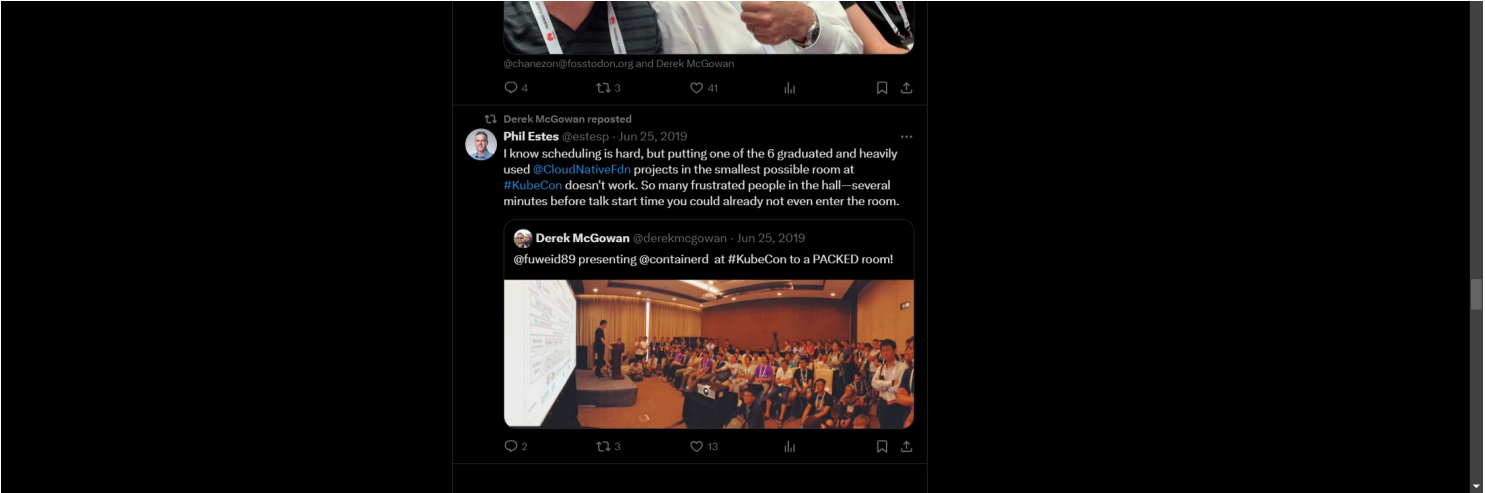 @chanezon@fosstodon.org and Derek McGowan
4 3 41
Derek McGowan reposted
Phil Estes @estesp · Jun 25, 2019
I know scheduling is hard, but putting one of the 6 graduated and heavily
used @CloudNativeFdn projects in the smallest possible room at
#KubeCon doesn't work. So many frustrated people in the hall--several
minutes before talk start time you could already not even enter the room.
Derek McGowan @derekmcgowan · Jun 25, 2019
@fuweid89 presenting @containerd at #KubeCon to a PACKED room!
2 3 13